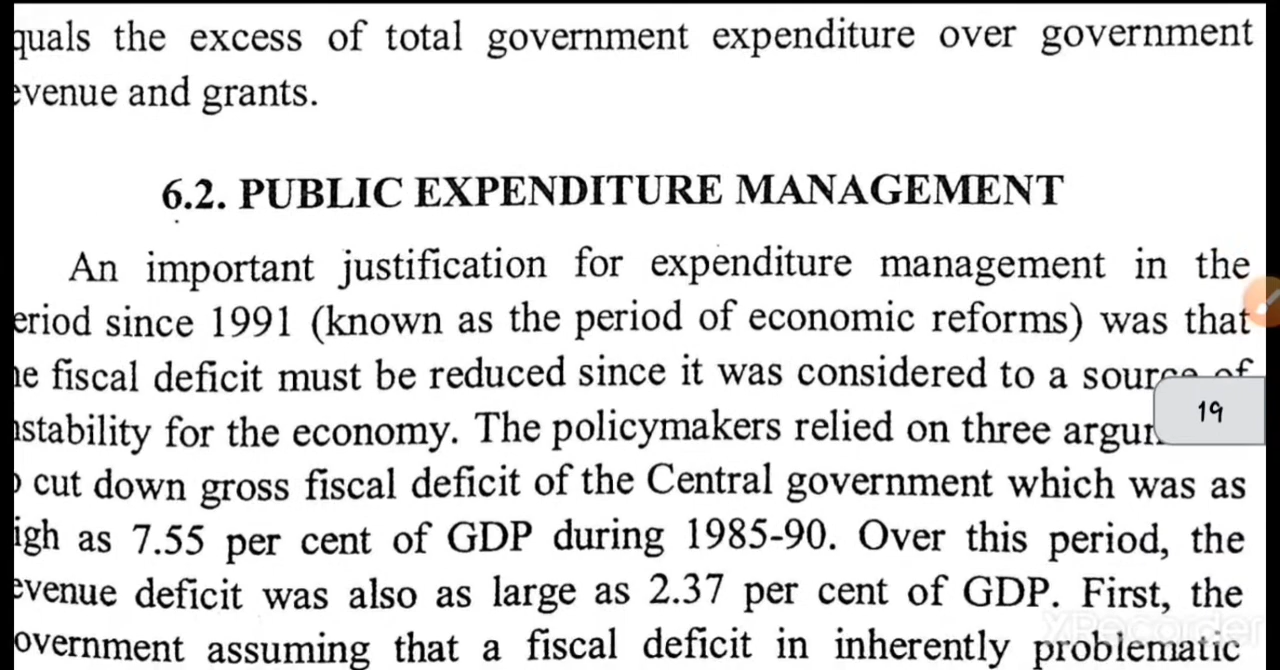 quals the excess of total government expenditure over government
evenue and grants.
6.2. PUBLIC EXPENDITURE MANAGEMENT
An important justification for expenditure management in the
eriod since 1991 (known as the period of economic reforms) was that
he fiscal deficit must be reduced since it was considered to a source of
nstability for the economy. The policymakers relied on three argum
19
o cut down gross fiscal deficit of the Central government which was as
igh as 7.55 per cent of GDP during 1985-90. Over this period, the
evenue deficit was also as large as 2.37 per cent of GDP. First, the
overnment assuming that a fiscal deficit in inherently problematic
XRecorder